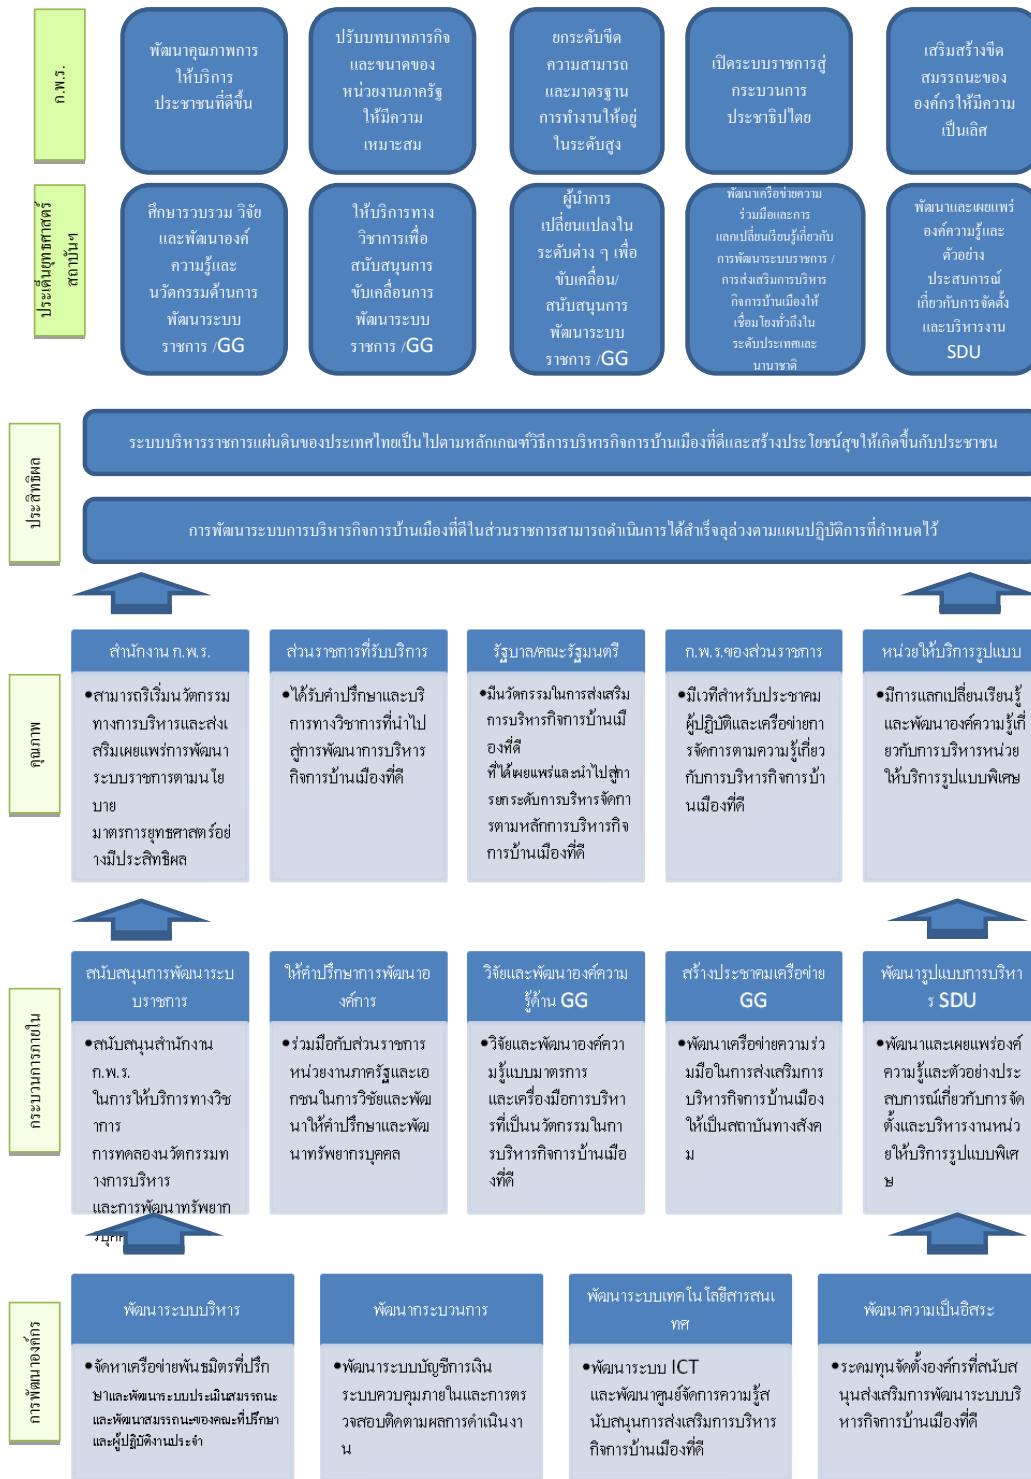 ก.พ.ร.
พัฒนาคุณภาพการ
ให้บริการ
ประชาชนที่ดีขึ้น
ปรับบทบาทภารกิจ
และขนาดของ
หน่วยงานภาครัฐ
ให้มีความ
เหมาะสม
ยกระดับขีด
ความสามารถ
และมาตรฐาน
การทำงานให้อยู่
ในระดับสูง
เปิดระบบราชการสู่
กระบวนการ
ประชาธิปไตย
เสริมสร้างขีด
สมรรถนะของ
องค์กรให้มีความ
เป็นเลิศ
ประเด็นยุทธศาสตร์
สถาบันฯ
ศึกษารวบรวม วิจัย
และพัฒนาองค์
ความรู้และ
นวัตกรรมด้านการ
พัฒนาระบบ
ราชการ /GG
ให้บริการทาง
วิชาการเพื่อ
สนับสนุนการ
ขับเคลื่อนการ
พัฒนาระบบ
ราชการ /GG
ผู้นำการ
เปลี่ยนแปลงใน
ระดับต่าง ๆ เพื่อ
ขับเคลื่อน/
สนับสนุนการ
พัฒนาระบบ
ราชการ /GG
พัฒนาเครือข่ายความ
ร่วมมือและการ
แลกเปลี่ยนเรียนรู้เกี่ยวกับ
การพัฒนาระบบราชการ /
การส่งเสริมการบริหาร
กิจการบ้านเมืองให้
เชื่อมโยงทั่วถึงใน
ระดับประเทศและ
นานาชาติ
พัฒนาและเผยแพร่
องค์ความรู้และ
ตัวอย่าง
ประสบการณ์
เกี่ยวกับการจัดตั้ง
และบริหารงาน
SDU
ประสิทธิผล
ระบบบริหารราชการแผ่นดินของประเทศไทยเป็นไปตามหลักเกณฑ์วิธีการบริหารกิจการบ้านเมืองที่ดีและสร้างประโยชน์สุขให้เกิดขึ้นกับประชาชน
การพัฒนาระบบการบริหารกิจการบ้านเมืองที่ดีในส่วนราชการสามารถดำเนินการได้สำเร็จลุล่วงตามแผนปฏิบัติการที่กำหนดไว้
คุณภาพ
สำนักงาน ก.พ.ร.
•สามารถริเริ่มนวัตกรรม
ทางการบริหารและส่งเ
สริมเผยแพร่การพัฒนา
ระบบราชการตามนโย
บาย
มาตรการยุทธศาสตร์อย่
างมีประสิทธิผล
ส่วนราชการที่รับบริการ
•ได้รับคำปรึกษาและบริ
การทางวิชาการที่นำไป
สู่การพัฒนาการบริหาร
กิจการบ้านเมืองที่ดี
รัฐบาล/คณะรัฐมนตรี
•มีนวัตกรรมในการส่งเสริม
การบริหารกิจการบ้านเมื
องที่ดี
ที่ได้เผยแพร่และนำไปสู่กา
รยกระดับการบริหารจัดกา
รตามหลักการบริหารกิจ
การบ้านเมืองที่ดี
ก.พ.ร.ของส่วนราชการ
•มีเวทีสำหรับประชาคม
ผู้ปฏิบัติและเครือข่ายกา
รจัดการตามความรู้เกี่ยว
กับการบริหารกิจการบ้า
นเมืองที่ดี
หน่วยให้บริการรูปแบบ
•มีการแลกเปลี่ยนเรียนรู้
และพัฒนาองค์ความรู้เกี่
ยวกับการบริหารหน่วย
ให้บริการรูปแบบพิเศษ
กระบวนการภายใน
สนับสนุนการพัฒนาระบ
บราชการ
•สนับสนุนสำนักงาน
ก.พ.ร.
ในการให้บริการทางวิช
าการ
การทดลองนวัตกรรมท
างการบริหาร
และการพัฒนาทรัพยาก
ให้คำปรึกษาการพัฒนาอ
งค์การ
•ร่วมมือกับส่วนราชการ
หน่วยงานภาครัฐและเอ
กชนในการวิจัยและพัฒ
นาให้คำปรึกษาและพัฒ
นาทรัพยากรบุคคล
วิจัยและพัฒนาองค์ความ
รู้ด้าน GG
•วิจัยและพัฒนาองค์ควา
มรู้แบบมาตรการ
และเครื่องมือการบริหา
รที่เป็นนวัตกรรมในกา
รบริหารกิจการบ้านเมือ
งที่ดี
สร้างประชาคมเครือข่าย
GG
•พัฒนาเครือข่ายความร่ว
มมือในการส่งเสริมการ
บริหารกิจการบ้านเมือง
ให้เป็นสถาบันทางสังค
ม
พัฒนารูปแบบการบริหา
ร SDU
•พัฒนาและเผยแพร่องค์
ความรู้และตัวอย่างประ
สบการณ์เกี่ยวกับการจัด
ตั้งและบริหารงานหน่ว
ยให้บริการรูปแบบพิเศ
ษ
การพัฒนาองค์กร
พัฒนาระบบบริหาร
•จัดหาเครือข่ายพันธมิตรที่ปรึก
ษาและพัฒนาระบบประเมินสมรรถนะ
และพัฒนาสมรรถนะของคณะที่ปรึกษา
และผู้ปฏิบัติงานประจำ
พัฒนากระบวนการ
•พัฒนาระบบบัญชีการเงิน
ระบบควบคุมภายในและการตร
วจสอบติดตามผลการดำเนินงา
น
พัฒนาระบบเทคโนโลยีสารสนเ
ทศ
•พัฒนาระบบ ICT
และพัฒนาศูนย์จัดการความรู้ส
นับสนุนการส่งเสริมการบริหาร
กิจการบ้านเมืองที่ดี
พัฒนาความเป็นอิสระ
•ระดมทุนจัดตั้งองค์กรที่สนับส
นุนส่งเสริมการพัฒนาระบบบริ
หารกิจการบ้านเมืองที่ดี